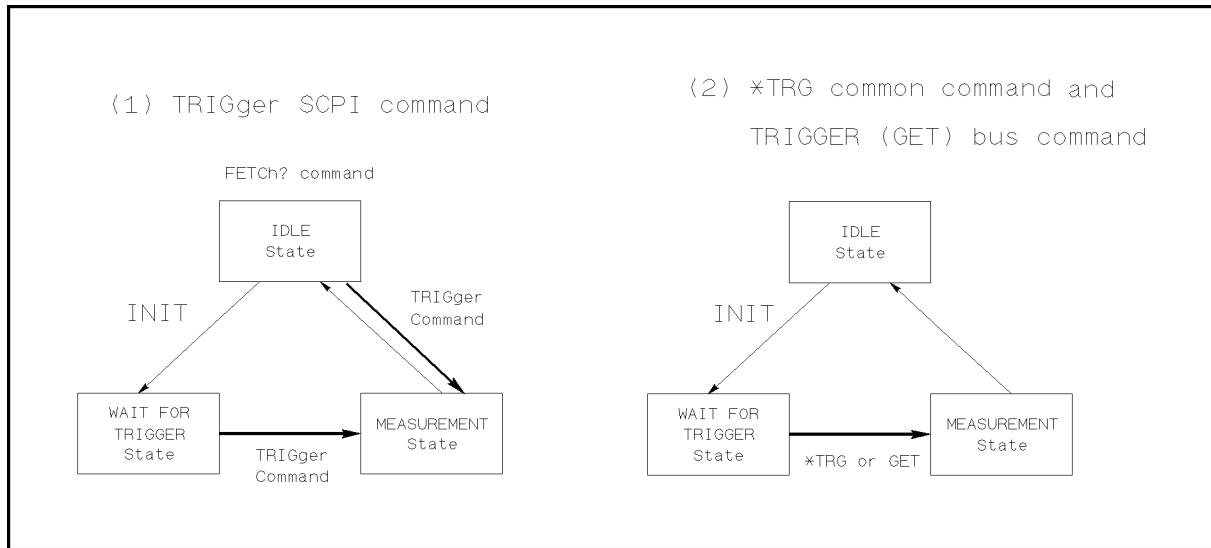 (1) TRIGger SCPI command
FETCh? command
IDLE
State
INIT
TRIGger
Command
WAIT FOR
TRIGGER
State
TRIGger
Command
MEASUREMENT
State
(2) *TRG common command and
TRIGGER (GET) bus command
IDLE
State
INIT
WAIT FOR
TRIGGER
State
*TRG or GET
MEASUREMENT
State